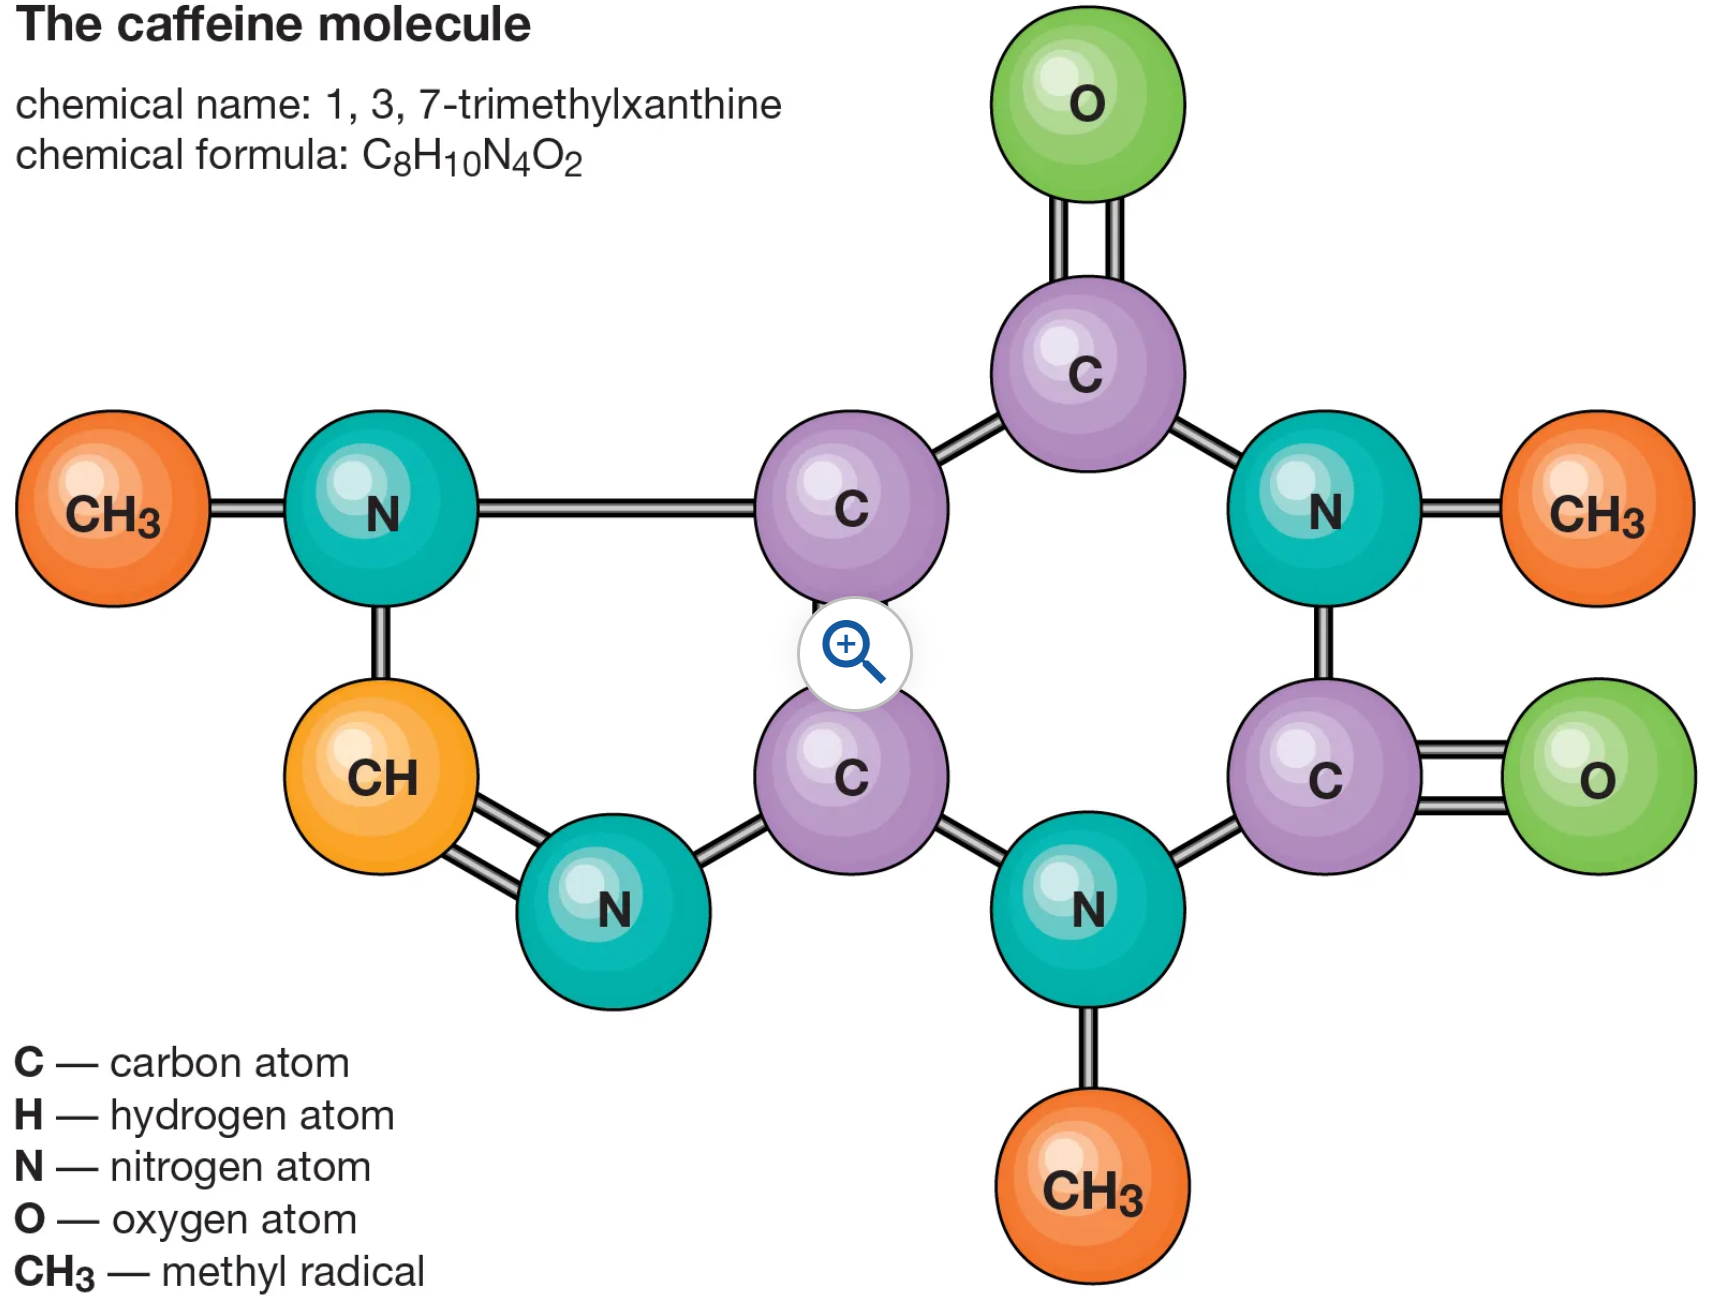 The caffeine molecule
chemical name: 1, 3, 7-trimethylxanthine
chemical formula: C8H10N4O2
O
C
CH3
N
C
N
CH3
CH
C
C
O
N
N
CH3
C — carbon atom
H — hydrogen atom
N — nitrogen atom
O — oxygen atom
CH3 — methyl radical